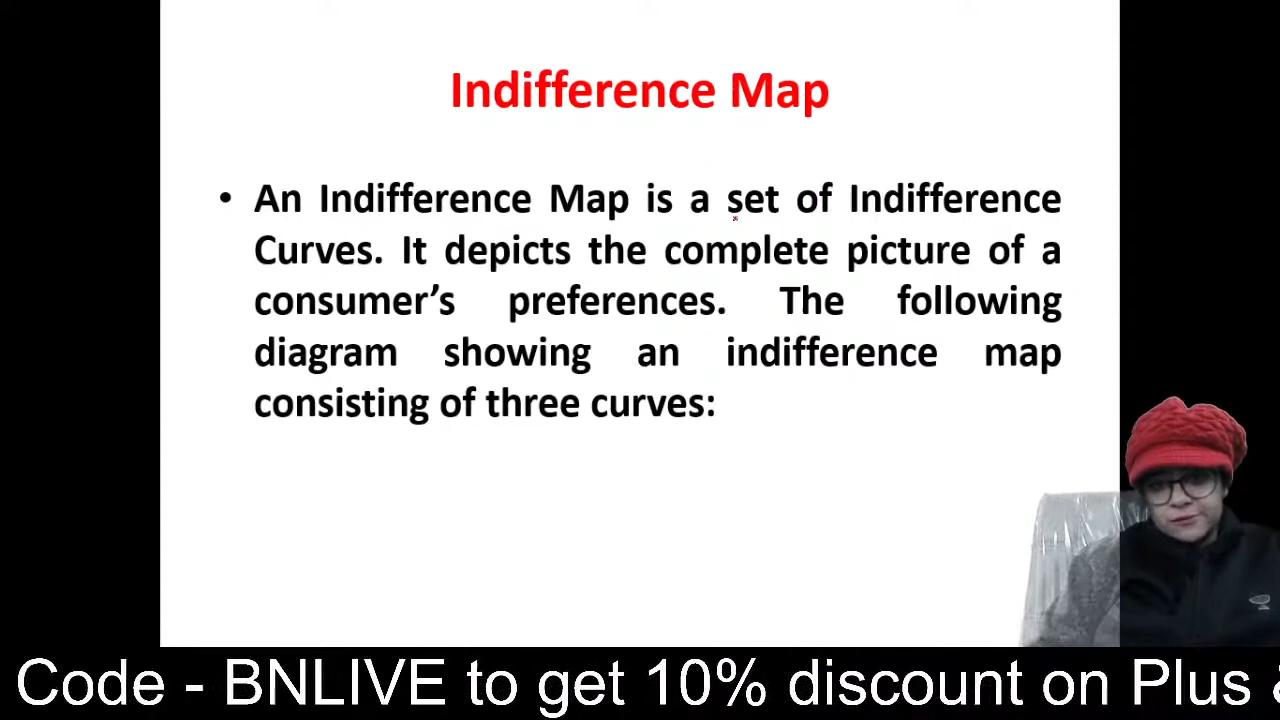 Indifference Map
• An Indifference Map is a set of Indifference
Curves. It depicts the complete picture of a
consumer’s preferences. The following
diagram showing an indifference map
consisting of three curves:
Code - BNLIVE to get 10% discount on Plus &